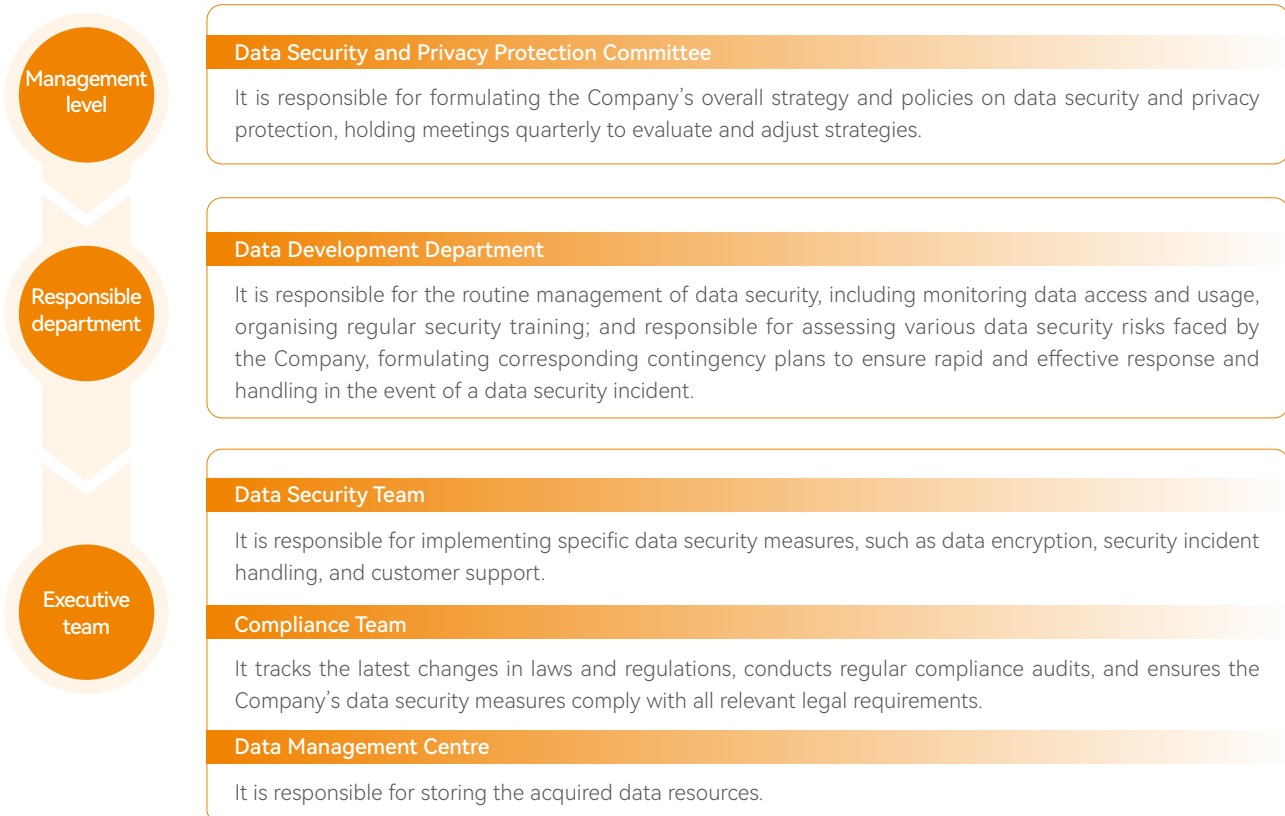 Management
level
Data Security and Privacy Protection Committee
It is responsible for formulating the Company’s overall strategy and policies on data security and privacy
protection, holding meetings quarterly to evaluate and adjust strategies.
Responsible
department
Data Development Department
It is responsible for the routine management of data security, including monitoring data access and usage,
organising regular security training; and responsible for assessing various data security risks faced by
the Company, formulating corresponding contingency plans to ensure rapid and effective response and
handling in the event of a data security incident.
Executive
team
Data Security Team
It is responsible for implementing specific data security measures, such as data encryption, security incident
handling, and customer support.
Compliance Team
It tracks the latest changes in laws and regulations, conducts regular compliance audits, and ensures the
Company’s data security measures comply with all relevant legal requirements.
Data Management Centre
It is responsible for storing the acquired data resources.